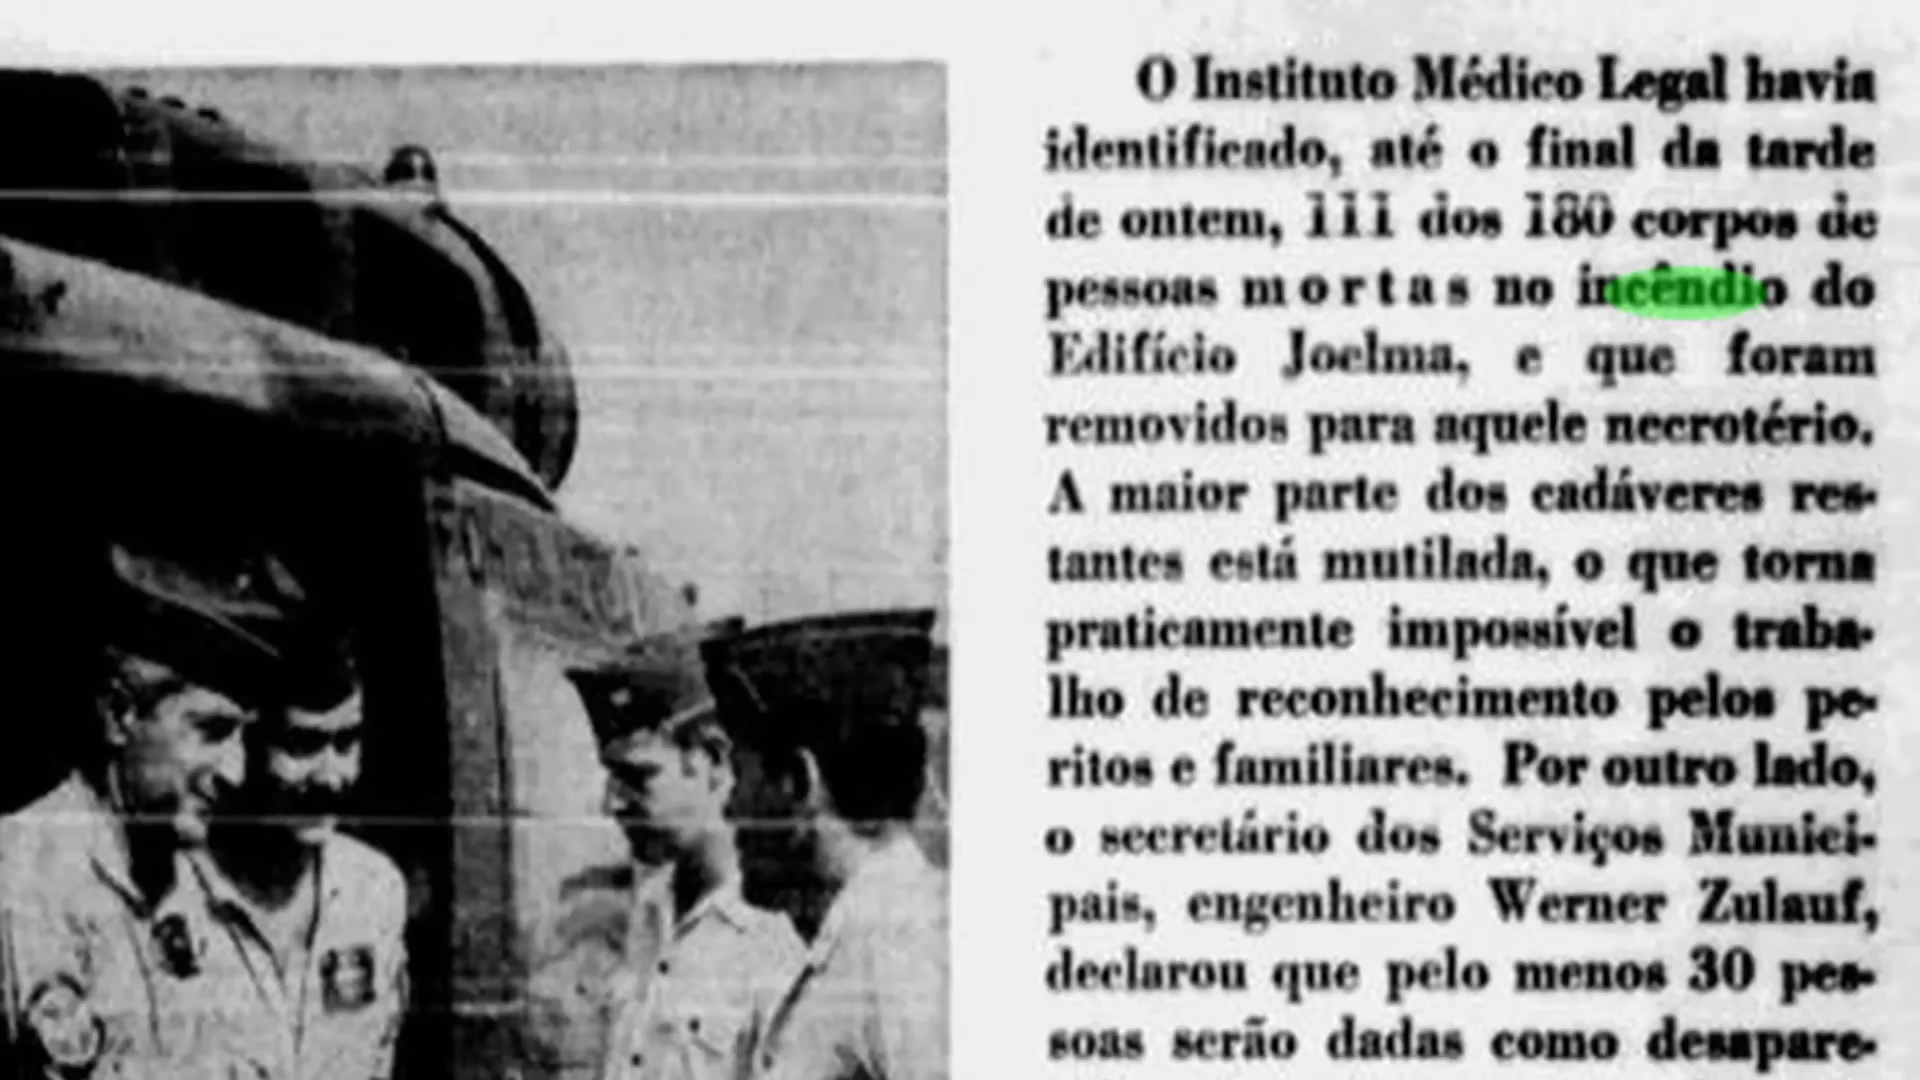 O Instituto Médico Legal havia
identificado, até o final da tarde
de ontem, 111 dos 180 corpos de
pessoas mortas no incêndio do
Edifício Joelma, e que foram
removidos para aquele necrotério.
A maior parte dos cadáveres res-
tantes está mutilada, o que torna
praticamente impossível o traba-
lho de reconhecimento pelos pe-
ritos e familiares. Por outro lado,
o secretário dos Serviços Munici-
pais, engenheiro Werner Zulauf,
declarou que pelo menos 30 pes-
soas serão dadas como desapare-